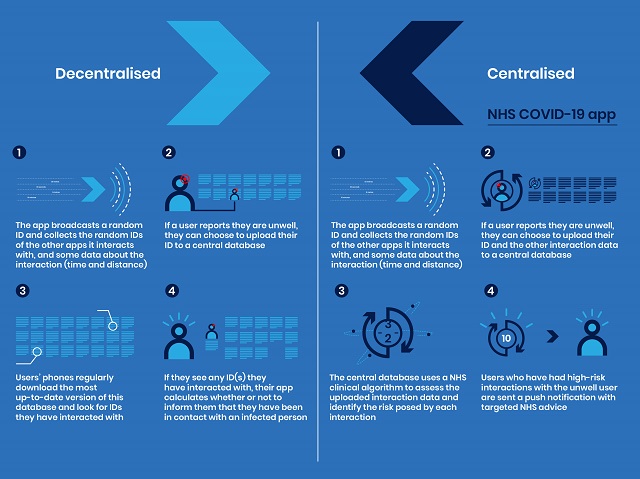 Decentralised
1
The app broadcasts a random
ID and collects the random IDs
of the other apps it interacts
with, and some data about the
interaction (time and distance)
2
If a user reports they are unwell,
they can choose to upload their
ID to a central database
3
Users' phones regularly
download the most
up-to-date version of this
database and look for IDs
they have interacted with
4
If they see any ID(s) they
have interacted with, their app
calculates whether or not to
inform them that they have been
in contact with an infected person
Centralised
NHS COVID-19 app
1
The app broadcasts a random
ID and collects the random IDs
of the other apps it interacts
with, and some data about the
interaction (time and distance)
2
If a user reports they are unwell,
they can choose to upload their
ID and the other interaction data
to a central database
3
3
2
The central database uses a NHS
clinical algorithm to assess the
uploaded interaction data and
identify the risk posed by each
interaction
4
10
Users who have had high-risk
interactions with the unwell user
are sent a push notification with
targeted NHS advice